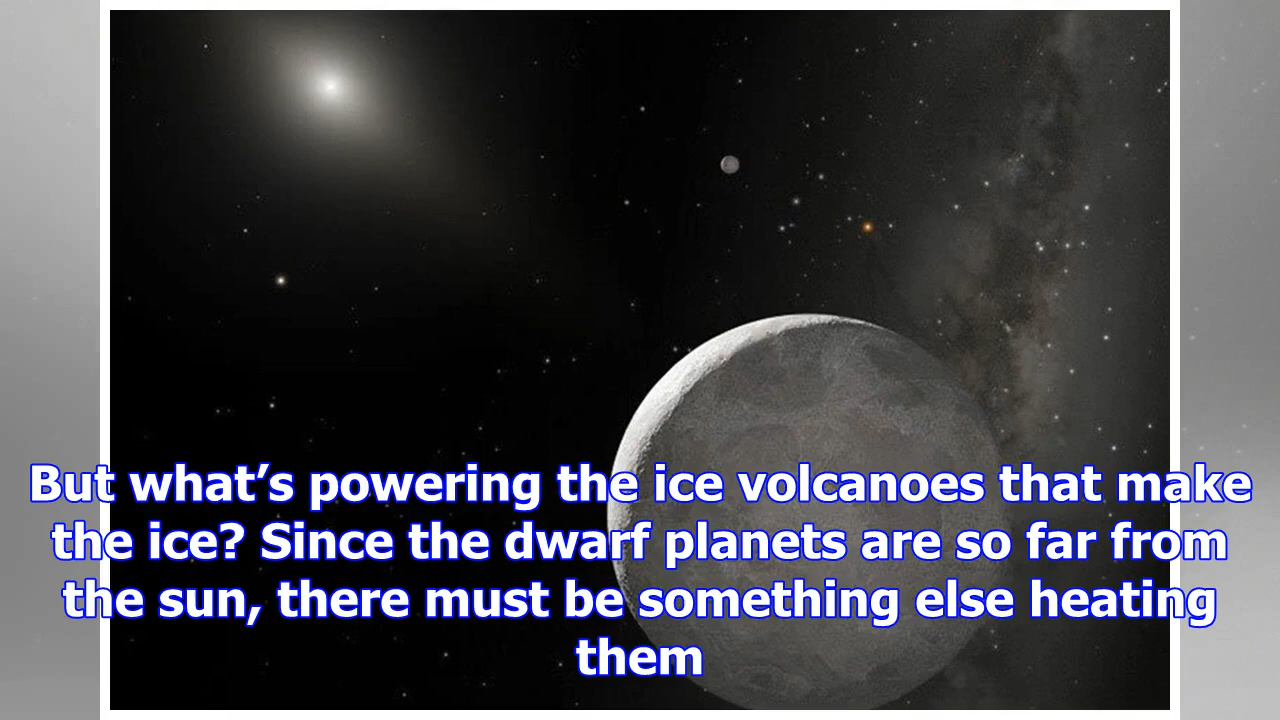 But what’s powering the ice volcanoes that make
the ice? Since the dwarf planets are so far from
the sun, there must be something else heating
them